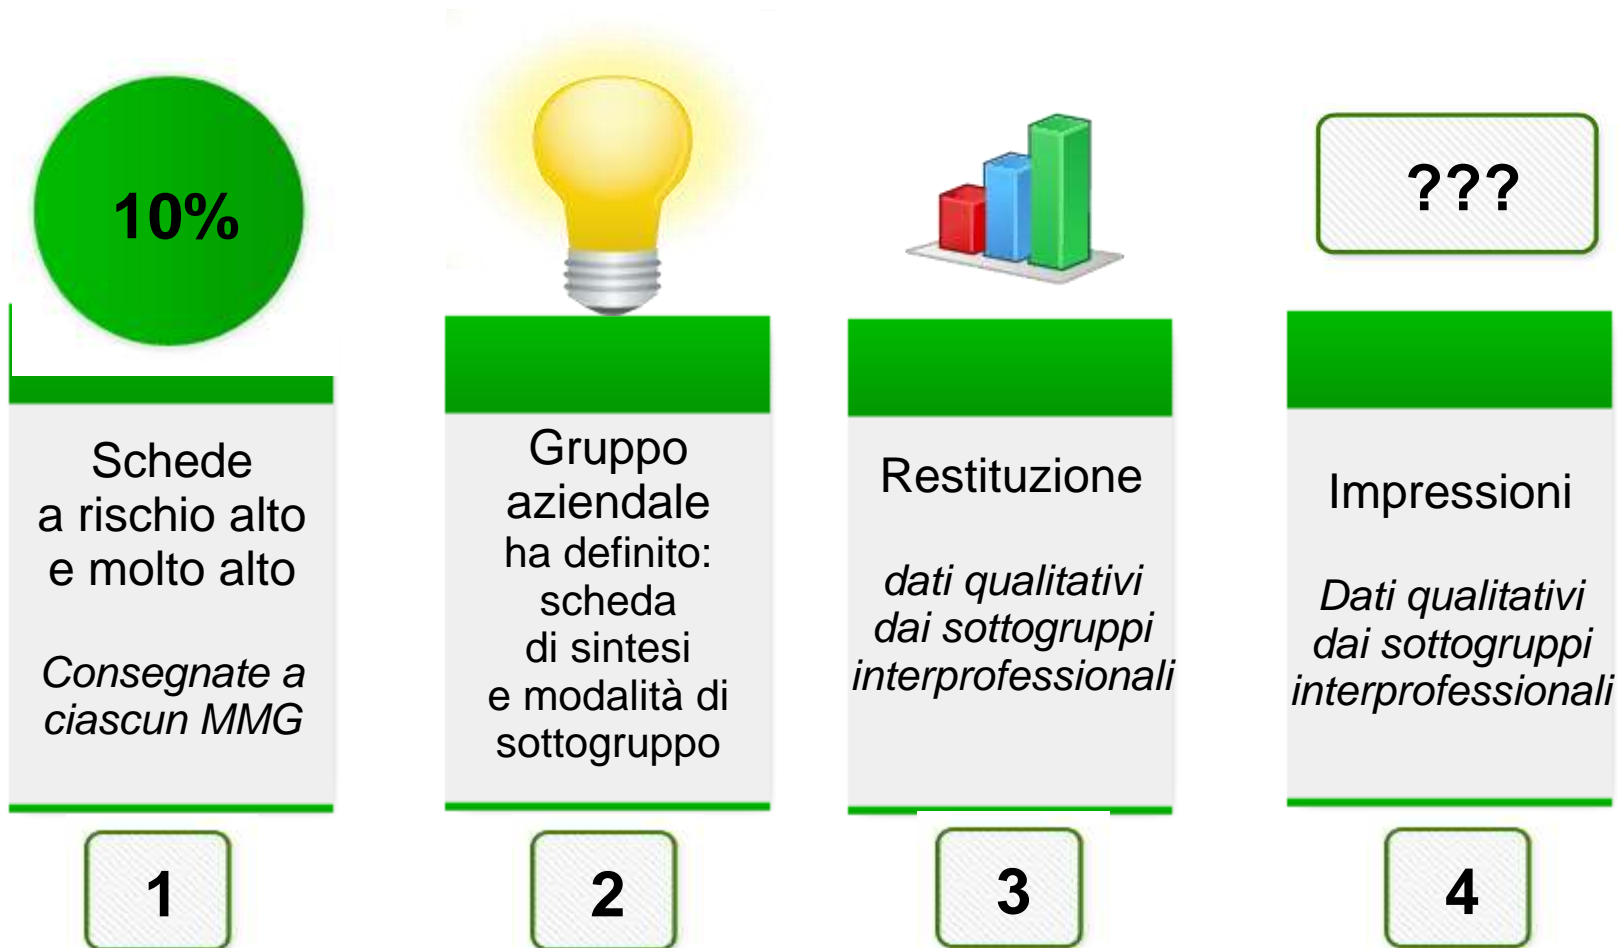 10%
Schede
a rischio alto
e molto alto
Consegnate a
ciascun MMG
1
Gruppo
aziendale
ha definito:
scheda
di sintesi
e modalità di
sottogruppo
2
Restituzione
dati qualitativi
dai sottogruppi
interprofessionali
3
???
Impressioni
Dati qualitativi
dai sottogruppi
interprofessionali
4